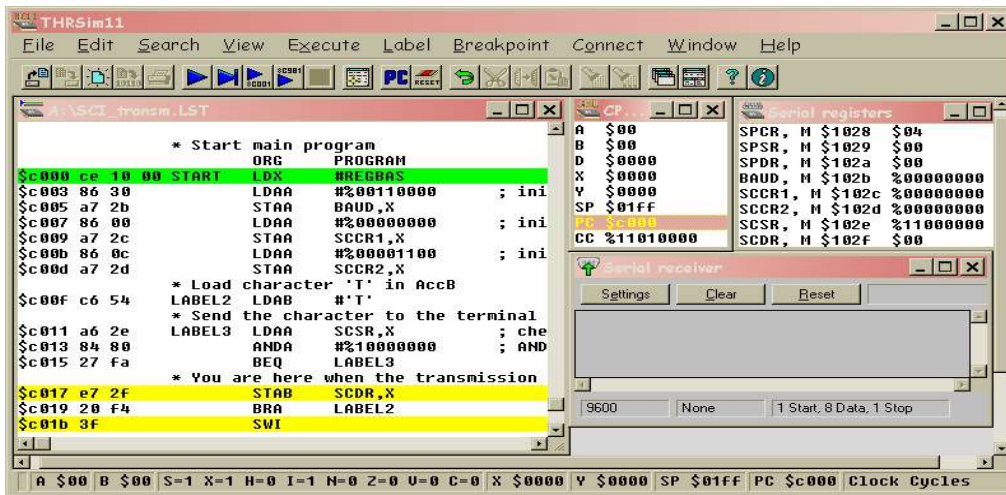 THRSim11
File Edit Search View Execute Label Breakpoint Connect Window Help
PC RESET
A:\SCI_transm.LST
* Start main program
ORG PROGRAM
$c000 ce 10 00 START LDX #REGBAS
$c003 86 30 LDAA #%00110000 ; ini
$c005 a7 2b STAA BAUD,X
$c007 86 00 LDAA #%00000000 ; ini
$c009 a7 2c STAA SCCR1,X
$c00b 86 0c LDAA #%00001100 ; ini
$c00d a7 2d STAA SCCR2,X
* Load character 'T' in AccB
$c00f c6 54 LABEL2 LDAB #'T'
* Send the character to the terminal
$c011 a6 2e LABEL3 LDAA SCSR,X ; che
$c013 84 80 ANDA #%10000000 ; AND
$c015 27 fa BEQ LABEL3
* You are here when the transmission
$c017 e7 2f STAB SCDR,X
$c019 20 f4 BRA LABEL2
$c01b 3f SWI
CP...
A $00
B $00
D $0000
X $0000
Y $0000
SP $01ff
PC $c000
CC %11010000
Serial registers
SPCR, M $1028 $04
SPSR, M $1029 $00
SPDR, M $102a $00
BAUD, M $102b %00000000
SCCR1, M $102c %00000000
SCCR2, M $102d %00000000
SCSR, M $102e %11000000
SCDR, M $102f $00
Serial receiver
Settings Clear Reset
9600 None 1 Start, 8 Data, 1 Stop
A $00 B $00 S=1 X=1 H=0 I=1 N=0 Z=0 V=0 C=0 X $0000 Y $0000 SP $01ff PC $c000 Clock Cycles